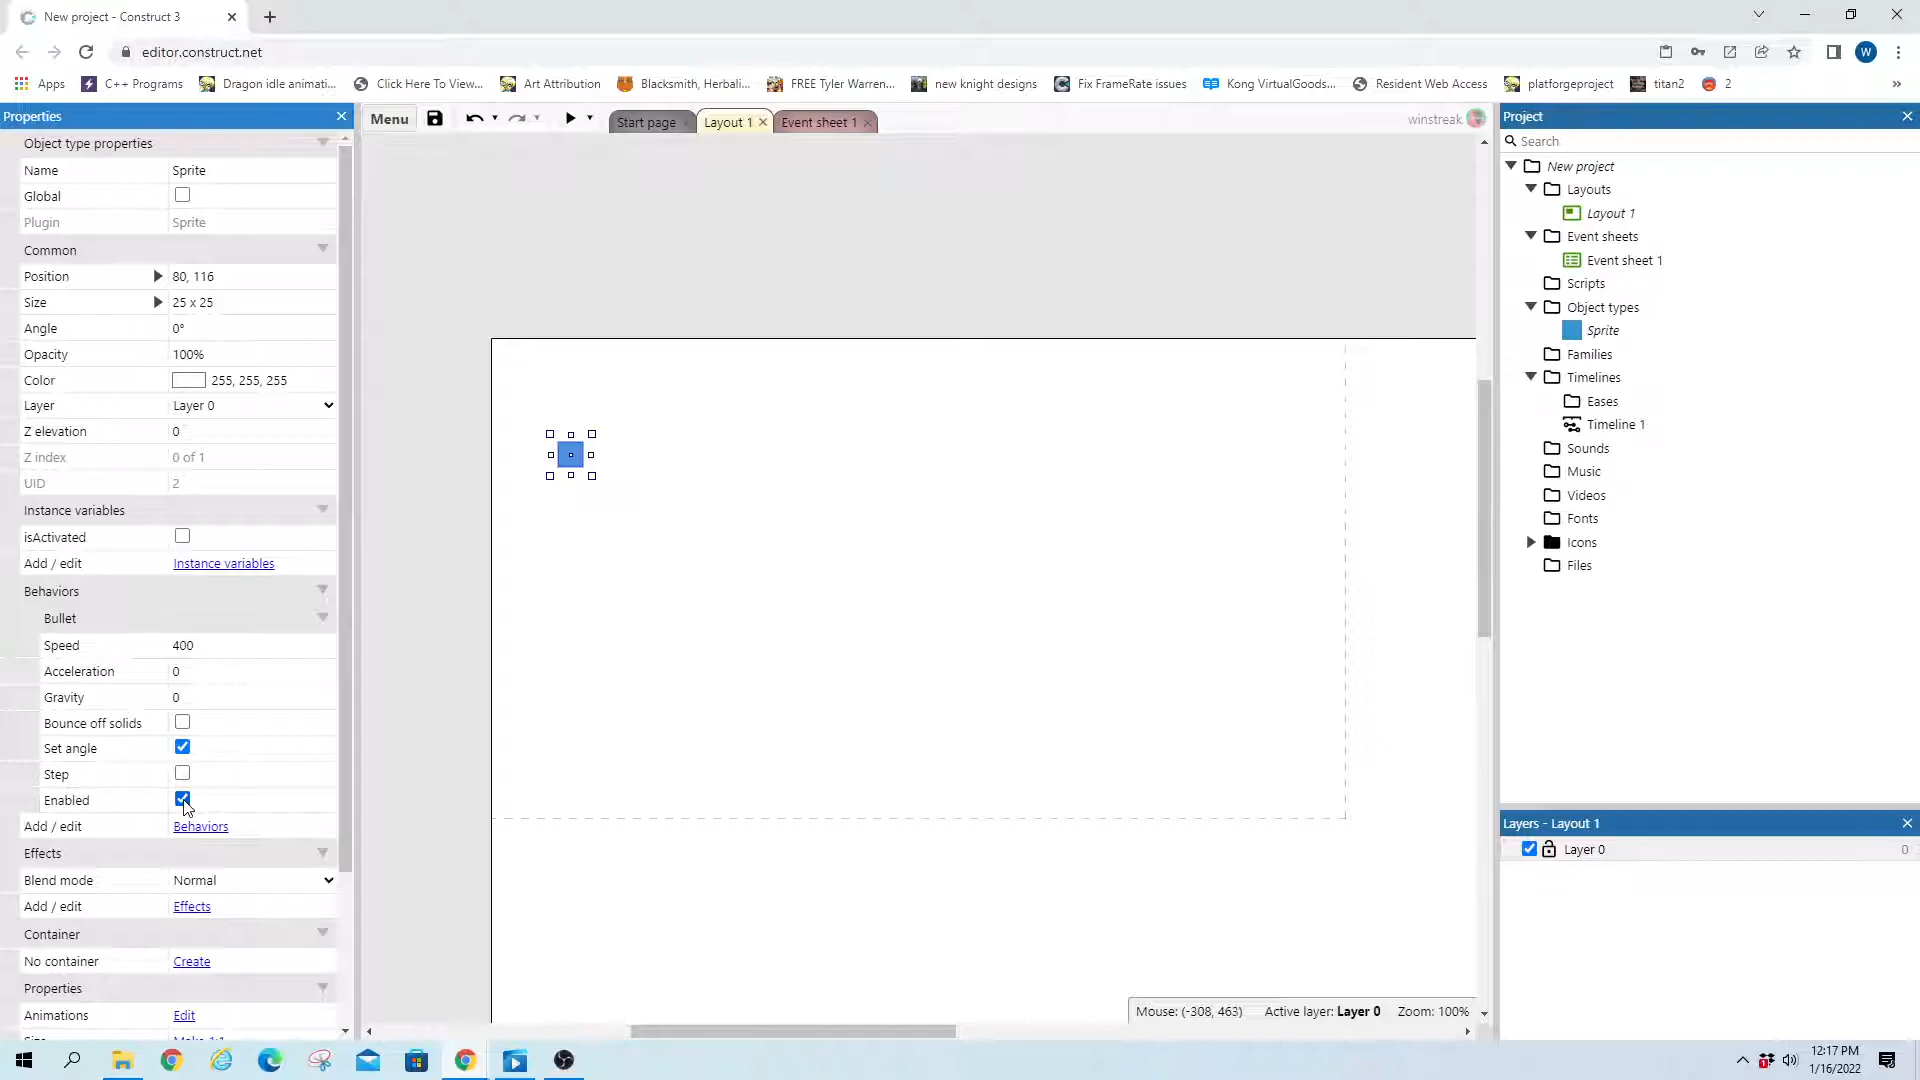 New project - Construct 3
editor.construct.net
W
Apps
C++ Programs
Dragon idle animati...
Click Here To View...
Art Attribution
Blacksmith, Herbali...
FREE Tyler Warren...
new knight designs
Fix FrameRate issues
Kong VirtualGoods...
Resident Web Access
platforgeproject
titan2
2
»
Properties
Menu
Start page
Layout 1
Event sheet 1
winstreak
Project
Search
Object type properties
Name Sprite
Global
Plugin Sprite
Common
Position 80, 116
Size 25 x 25
Angle 0°
Opacity 100%
Color 255, 255, 255
Layer Layer 0
Z elevation 0
Z index 0 of 1
UID 2
Instance variables
isActivated
Add / edit Instance variables
Behaviors
Bullet
Speed 400
Acceleration 0
Gravity 0
Bounce off solids
Set angle
Step
Enabled
Add / edit Behaviors
Effects
Blend mode Normal
Add / edit Effects
Container
No container Create
Properties
Animations Edit
New project
Layouts
Layout 1
Event sheets
Event sheet 1
Scripts
Object types
Sprite
Families
Timelines
Eases
Timeline 1
Sounds
Music
Videos
Fonts
Icons
Files
Layers - Layout 1
Layer 0 0
Mouse: (-308, 463) Active layer: Layer 0 Zoom: 100%
12:17 PM
1/16/2022